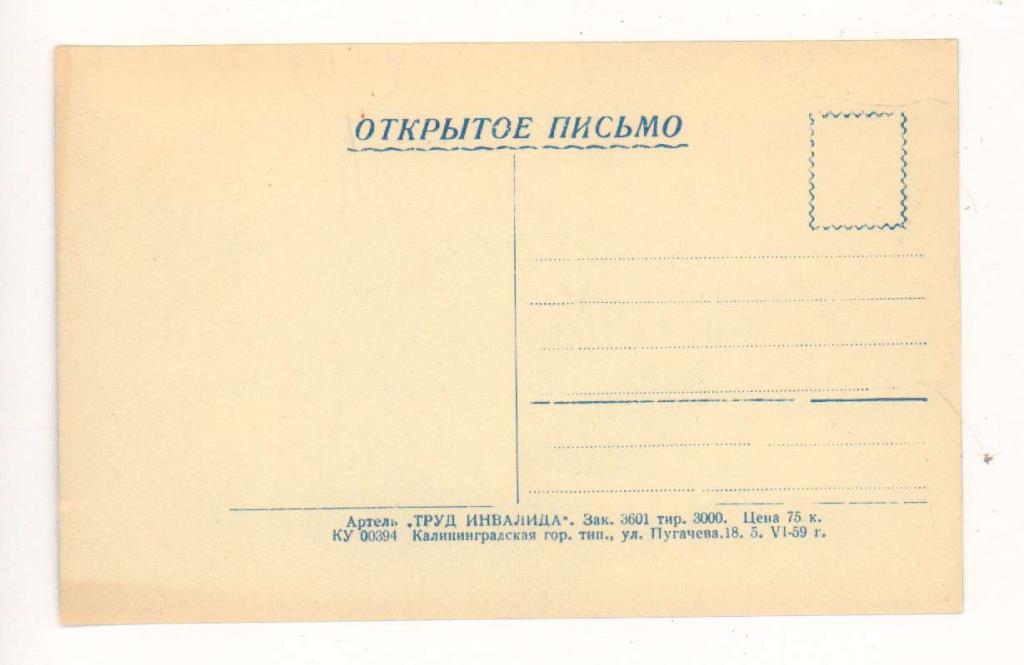 ОТКРЫТОЕ ПИСЬМО
Артель „ТРУД ИНВАЛИДА“. Зак. 3601 тир. 3000. Цена 75 к.
КУ 00394 Калининградская гор. тип., ул. Пугачева.18. 5. VI-59 г.